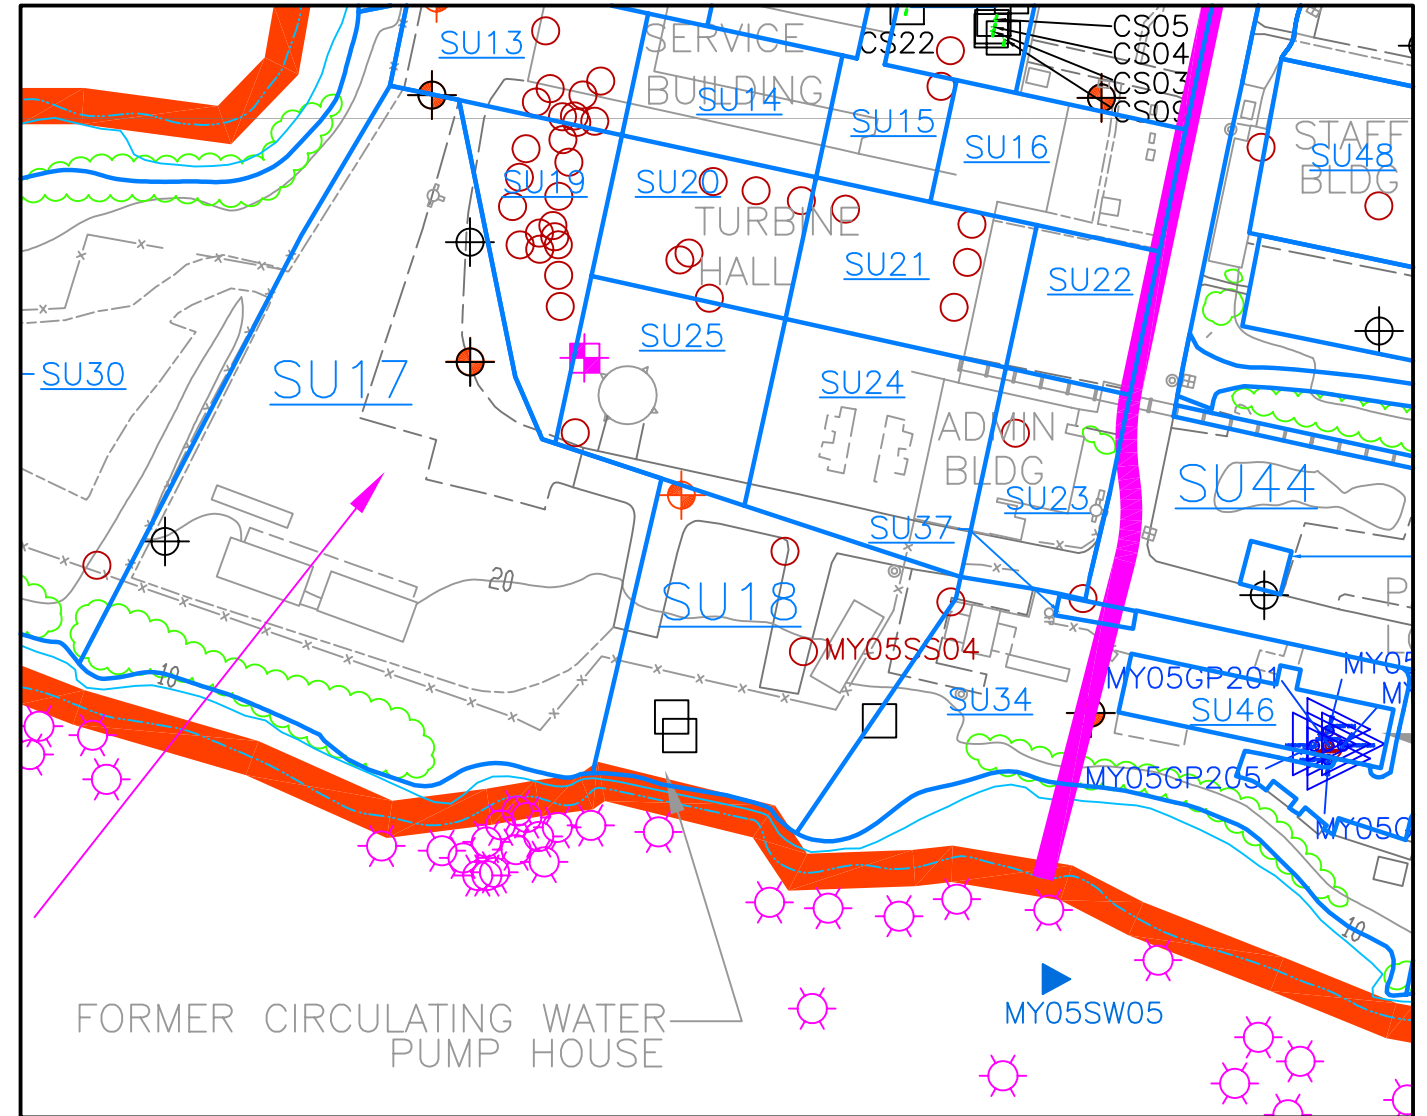 SU13
SERVICE
BUILDING
SU14
CS22
CS05
CS04
CS03
CS09
SU15
SU16
STAFF
BLDG
SU48
SU19
SU20
TURBINE
HALL
SU21
SU22
SU25
SU30
SU17
SU24
ADMIN
BLDG
SU23
SU44
SU37
20
SU18
MY05SS04
SU34
MY05GP201
SU46
MY05GP205
10
10
MY05SW05
FORMER CIRCULATING WATER
PUMP HOUSE